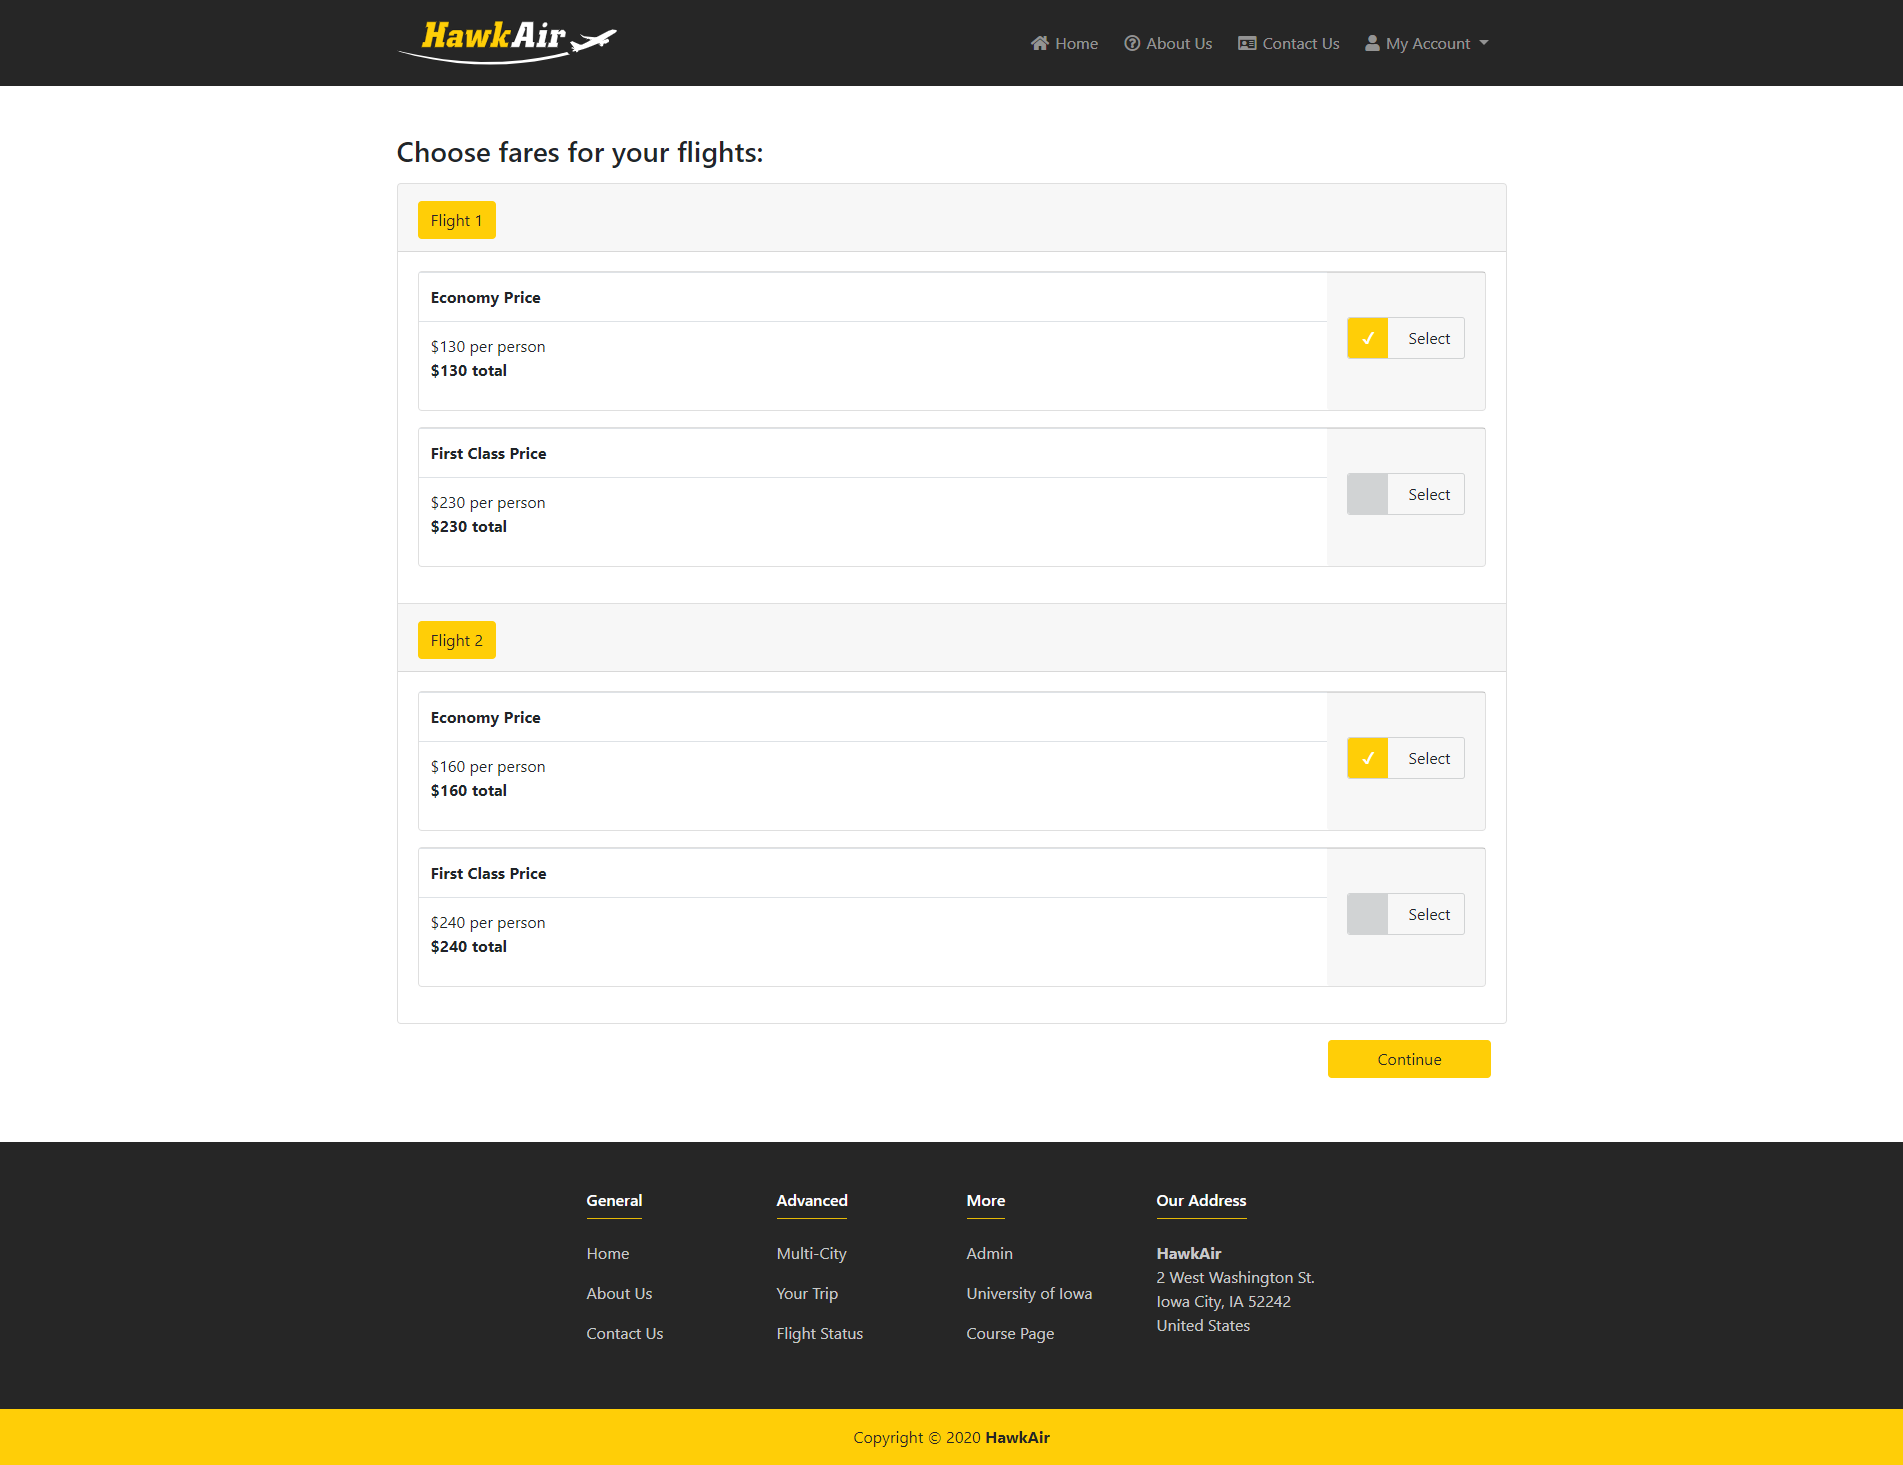 HawkAir
Home
About Us
Contact Us
My Account
Choose fares for your flights:
Flight 1
Economy Price
$130 per person
$130 total
Select
First Class Price
$230 per person
$230 total
Select
Flight 2
Economy Price
$160 per person
$160 total
Select
First Class Price
$240 per person
$240 total
Select
Continue
General
Home
About Us
Contact Us
Advanced
Multi-City
Your Trip
Flight Status
More
Admin
University of Iowa
Course Page
Our Address
HawkAir
2 West Washington St.
Iowa City, IA 52242
United States
Copyright © 2020 HawkAir